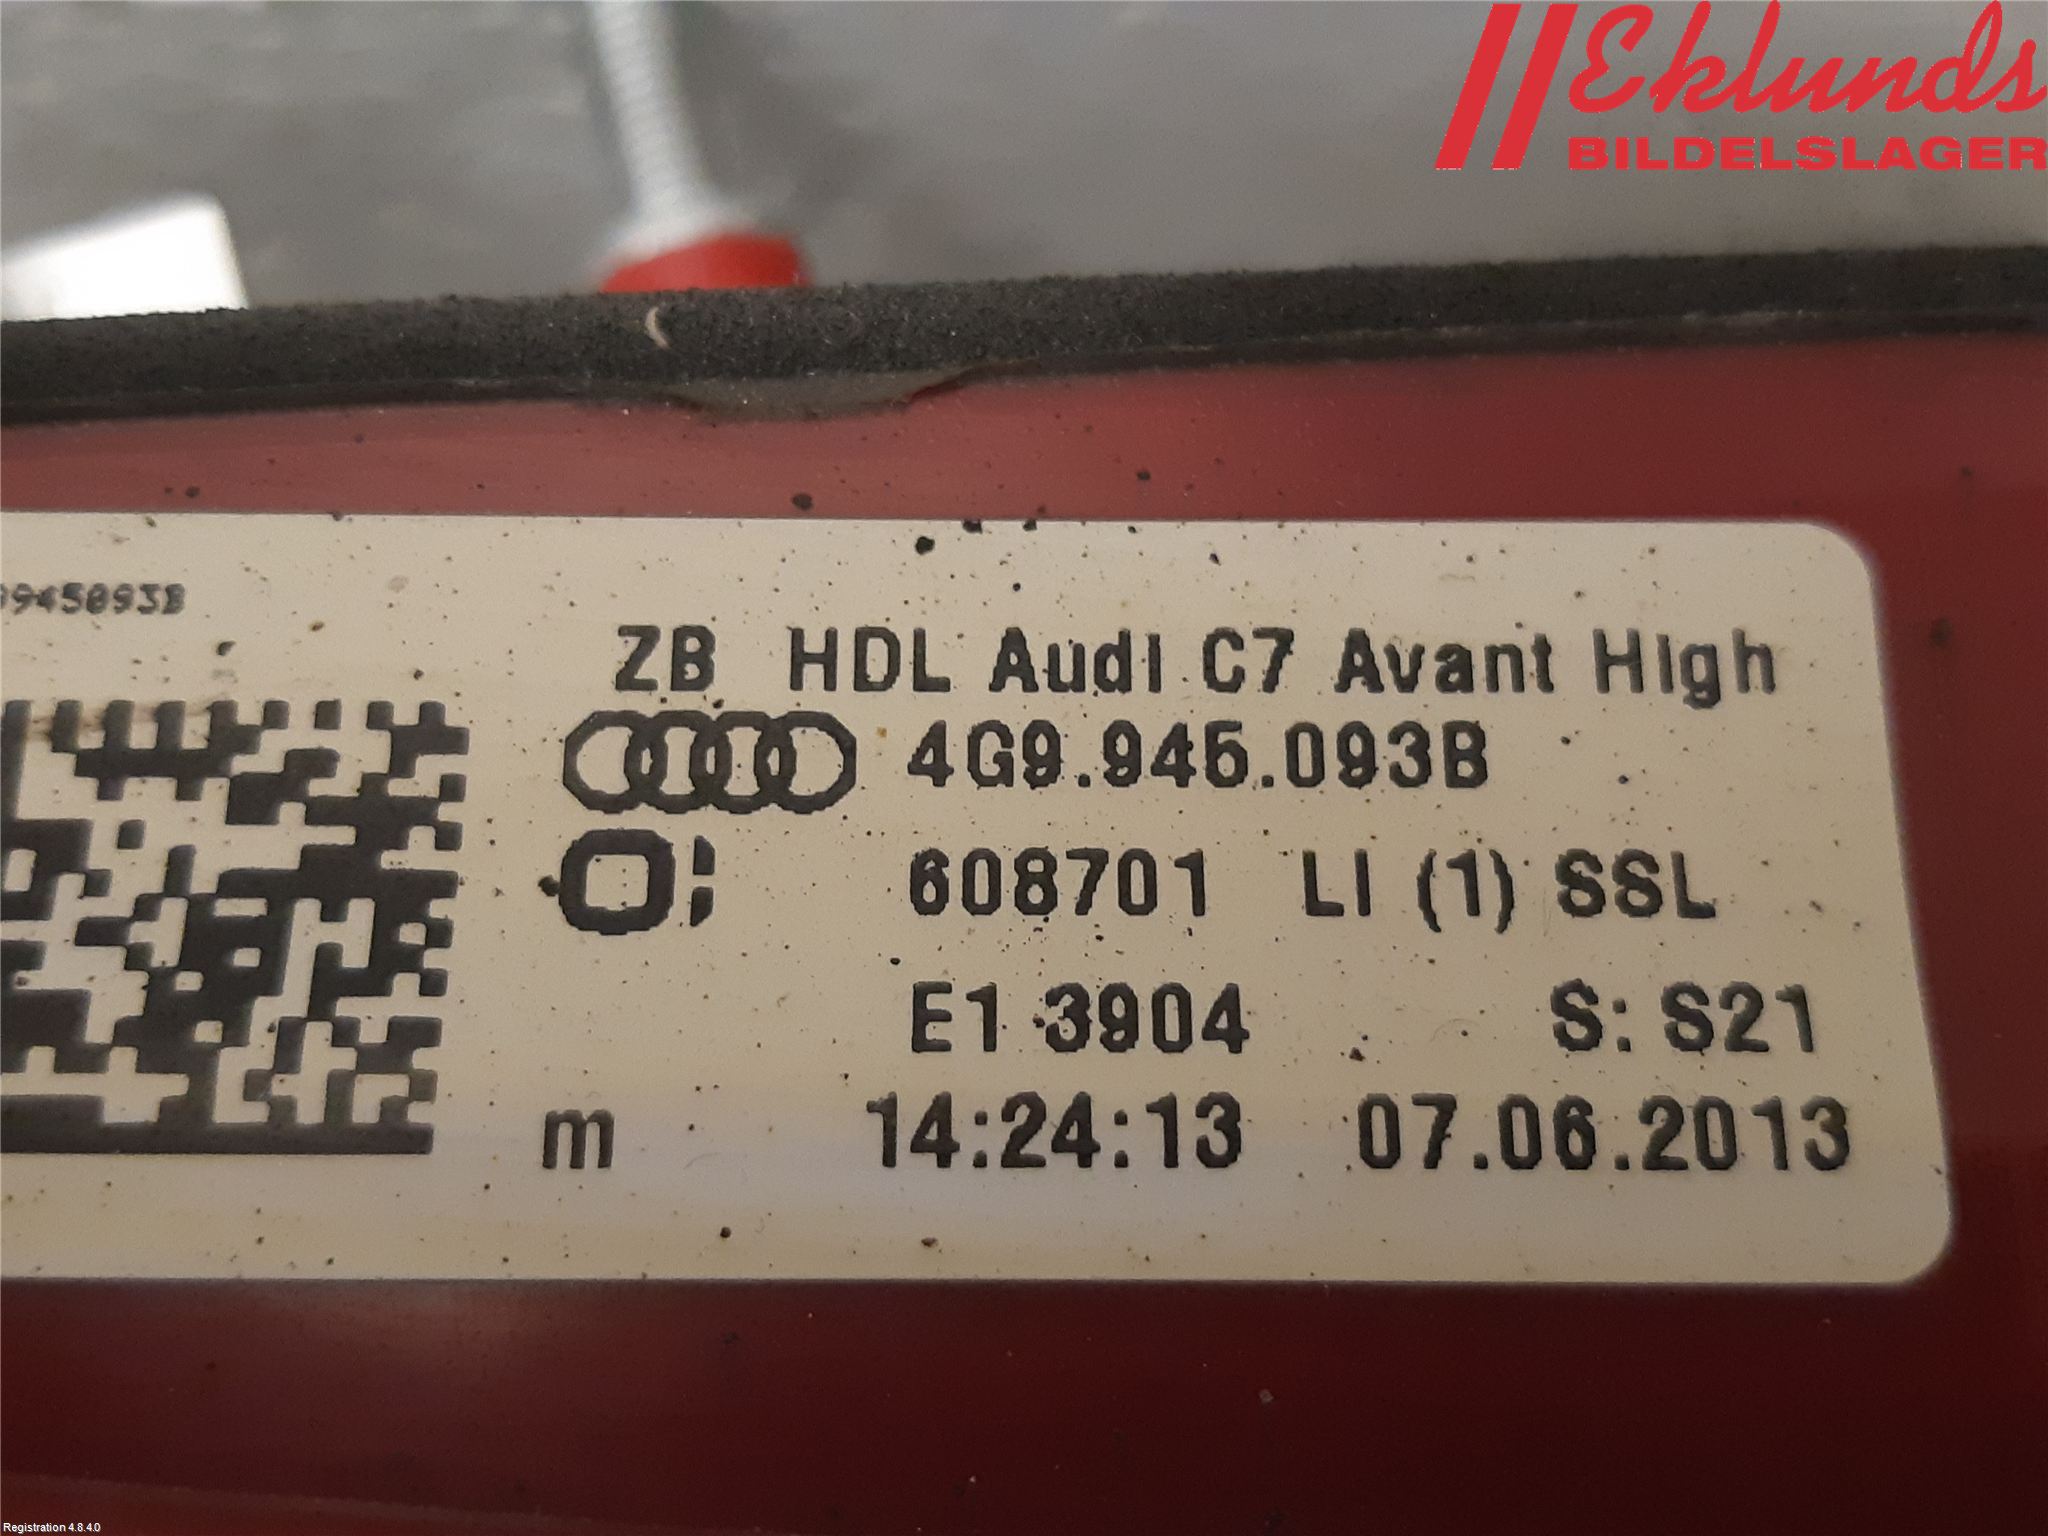 Eklunds
BILDELSLAGER
9945093B
ZB HDL Audi C7 Avant High
4G9.945.093B
608701 LI (1) SSL
E1 3904 S: S21
m 14:24:13 07.06.2013
Registration 4.8.4.0